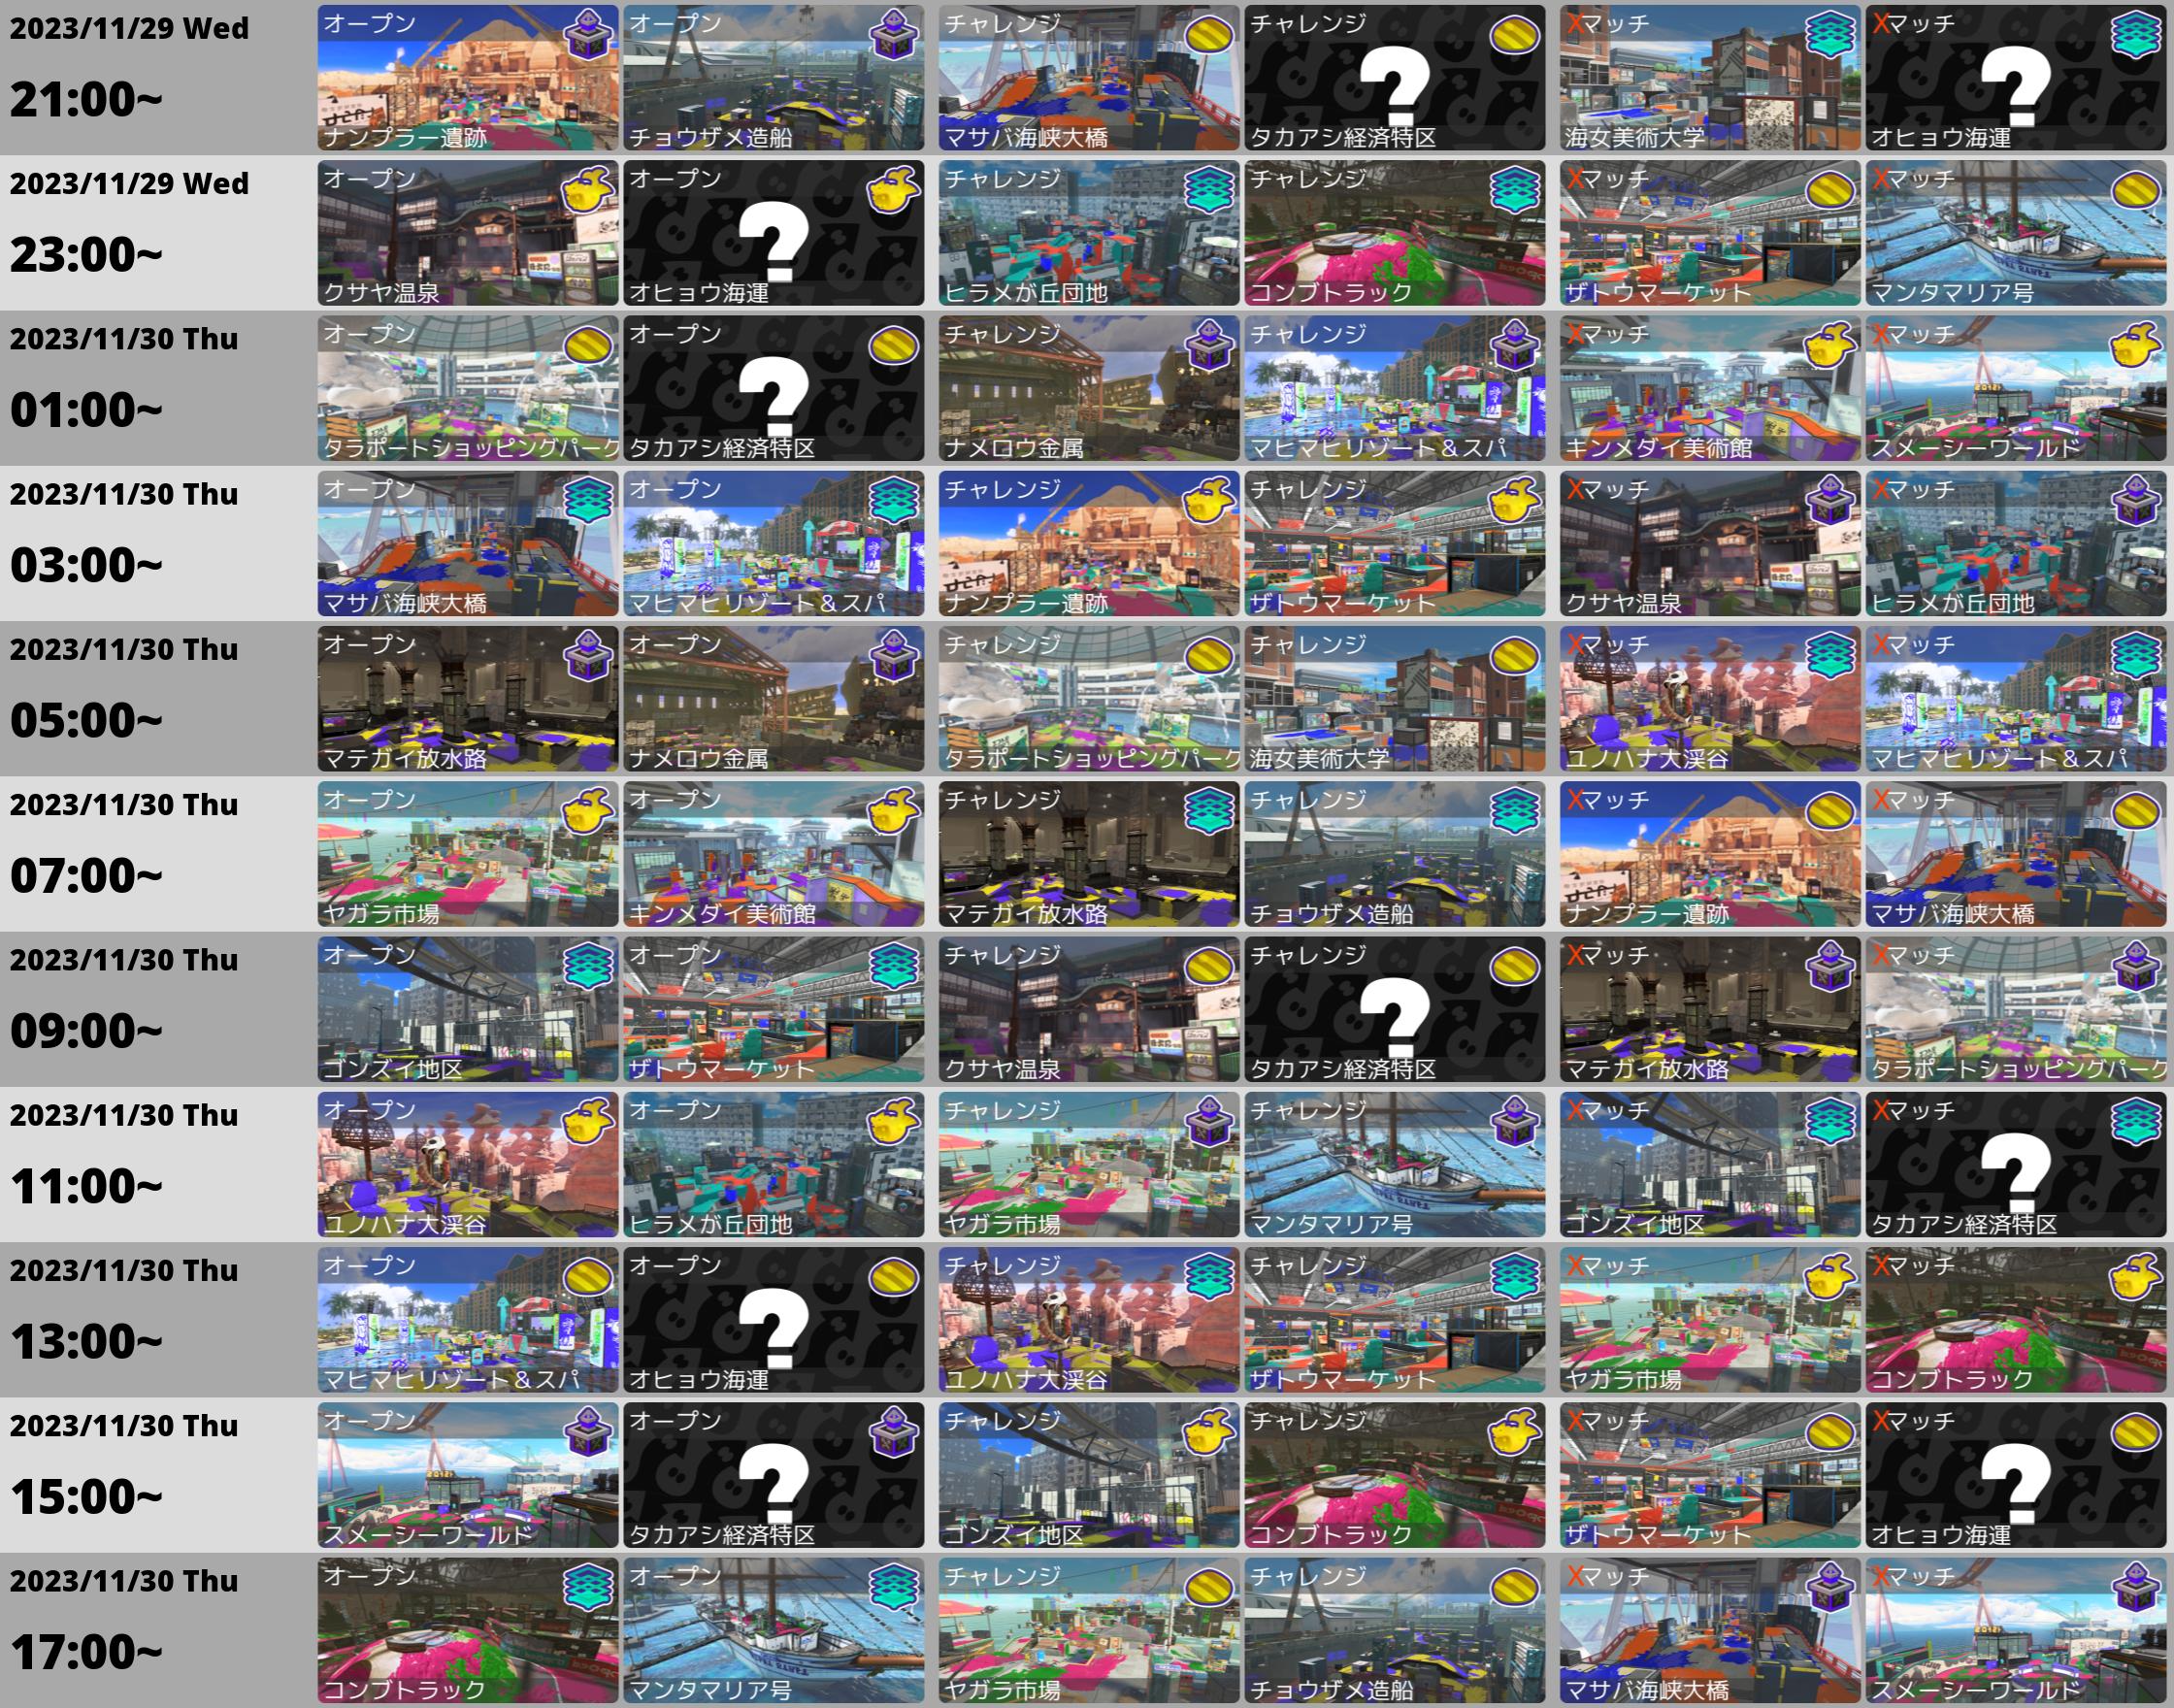 2023/11/29 Wed
21:00~
オープン
ナンプラー遺跡
オープン
チョウザメ造船
チャレンジ
マサバ海峡大橋
チャレンジ
タカアシ経済特区
Xマッチ
海女美術大学
Xマッチ
オヒョウ海運
2023/11/29 Wed
23:00~
オープン
クサヤ温泉
オープン
オヒョウ海運
チャレンジ
ヒラメが丘団地
チャレンジ
コンブトラック
Xマッチ
ザトウマーケット
Xマッチ
マンタマリア号
2023/11/30 Thu
01:00~
オープン
タラポートショッピングパーク
オープン
タカアシ経済特区
チャレンジ
ナメロウ金属
チャレンジ
マヒマヒリゾート＆スパ
Xマッチ
キンメダイ美術館
Xマッチ
スメーシーワールド
2023/11/30 Thu
03:00~
オープン
マサバ海峡大橋
オープン
マヒマヒリゾート＆スパ
チャレンジ
ナンプラー遺跡
チャレンジ
ザトウマーケット
Xマッチ
クサヤ温泉
Xマッチ
ヒラメが丘団地
2023/11/30 Thu
05:00~
オープン
マテガイ放水路
オープン
ナメロウ金属
チャレンジ
タラポートショッピングパーク
チャレンジ
海女美術大学
Xマッチ
ユノハナ大渓谷
Xマッチ
マヒマヒリゾート＆スパ
2023/11/30 Thu
07:00~
オープン
ヤガラ市場
オープン
キンメダイ美術館
チャレンジ
マテガイ放水路
チャレンジ
チョウザメ造船
Xマッチ
ナンプラー遺跡
Xマッチ
マサバ海峡大橋
2023/11/30 Thu
09:00~
オープン
ゴンズイ地区
オープン
ザトウマーケット
チャレンジ
クサヤ温泉
チャレンジ
タカアシ経済特区
Xマッチ
マテガイ放水路
Xマッチ
タラポートショッピングパーク
2023/11/30 Thu
11:00~
オープン
ユノハナ大渓谷
オープン
ヒラメが丘団地
チャレンジ
ヤガラ市場
チャレンジ
マンタマリア号
Xマッチ
ゴンズイ地区
Xマッチ
タカアシ経済特区
2023/11/30 Thu
13:00~
オープン
マヒマヒリゾート＆スパ
オープン
オヒョウ海運
チャレンジ
ユノハナ大渓谷
チャレンジ
ザトウマーケット
Xマッチ
ヤガラ市場
Xマッチ
コンブトラック
2023/11/30 Thu
15:00~
オープン
スメーシーワールド
オープン
タカアシ経済特区
チャレンジ
ゴンズイ地区
チャレンジ
コンブトラック
Xマッチ
ザトウマーケット
Xマッチ
オヒョウ海運
2023/11/30 Thu
17:00~
オープン
コンブトラック
オープン
マンタマリア号
チャレンジ
ヤガラ市場
チャレンジ
チョウザメ造船
Xマッチ
マサバ海峡大橋
Xマッチ
スメーシーワールド